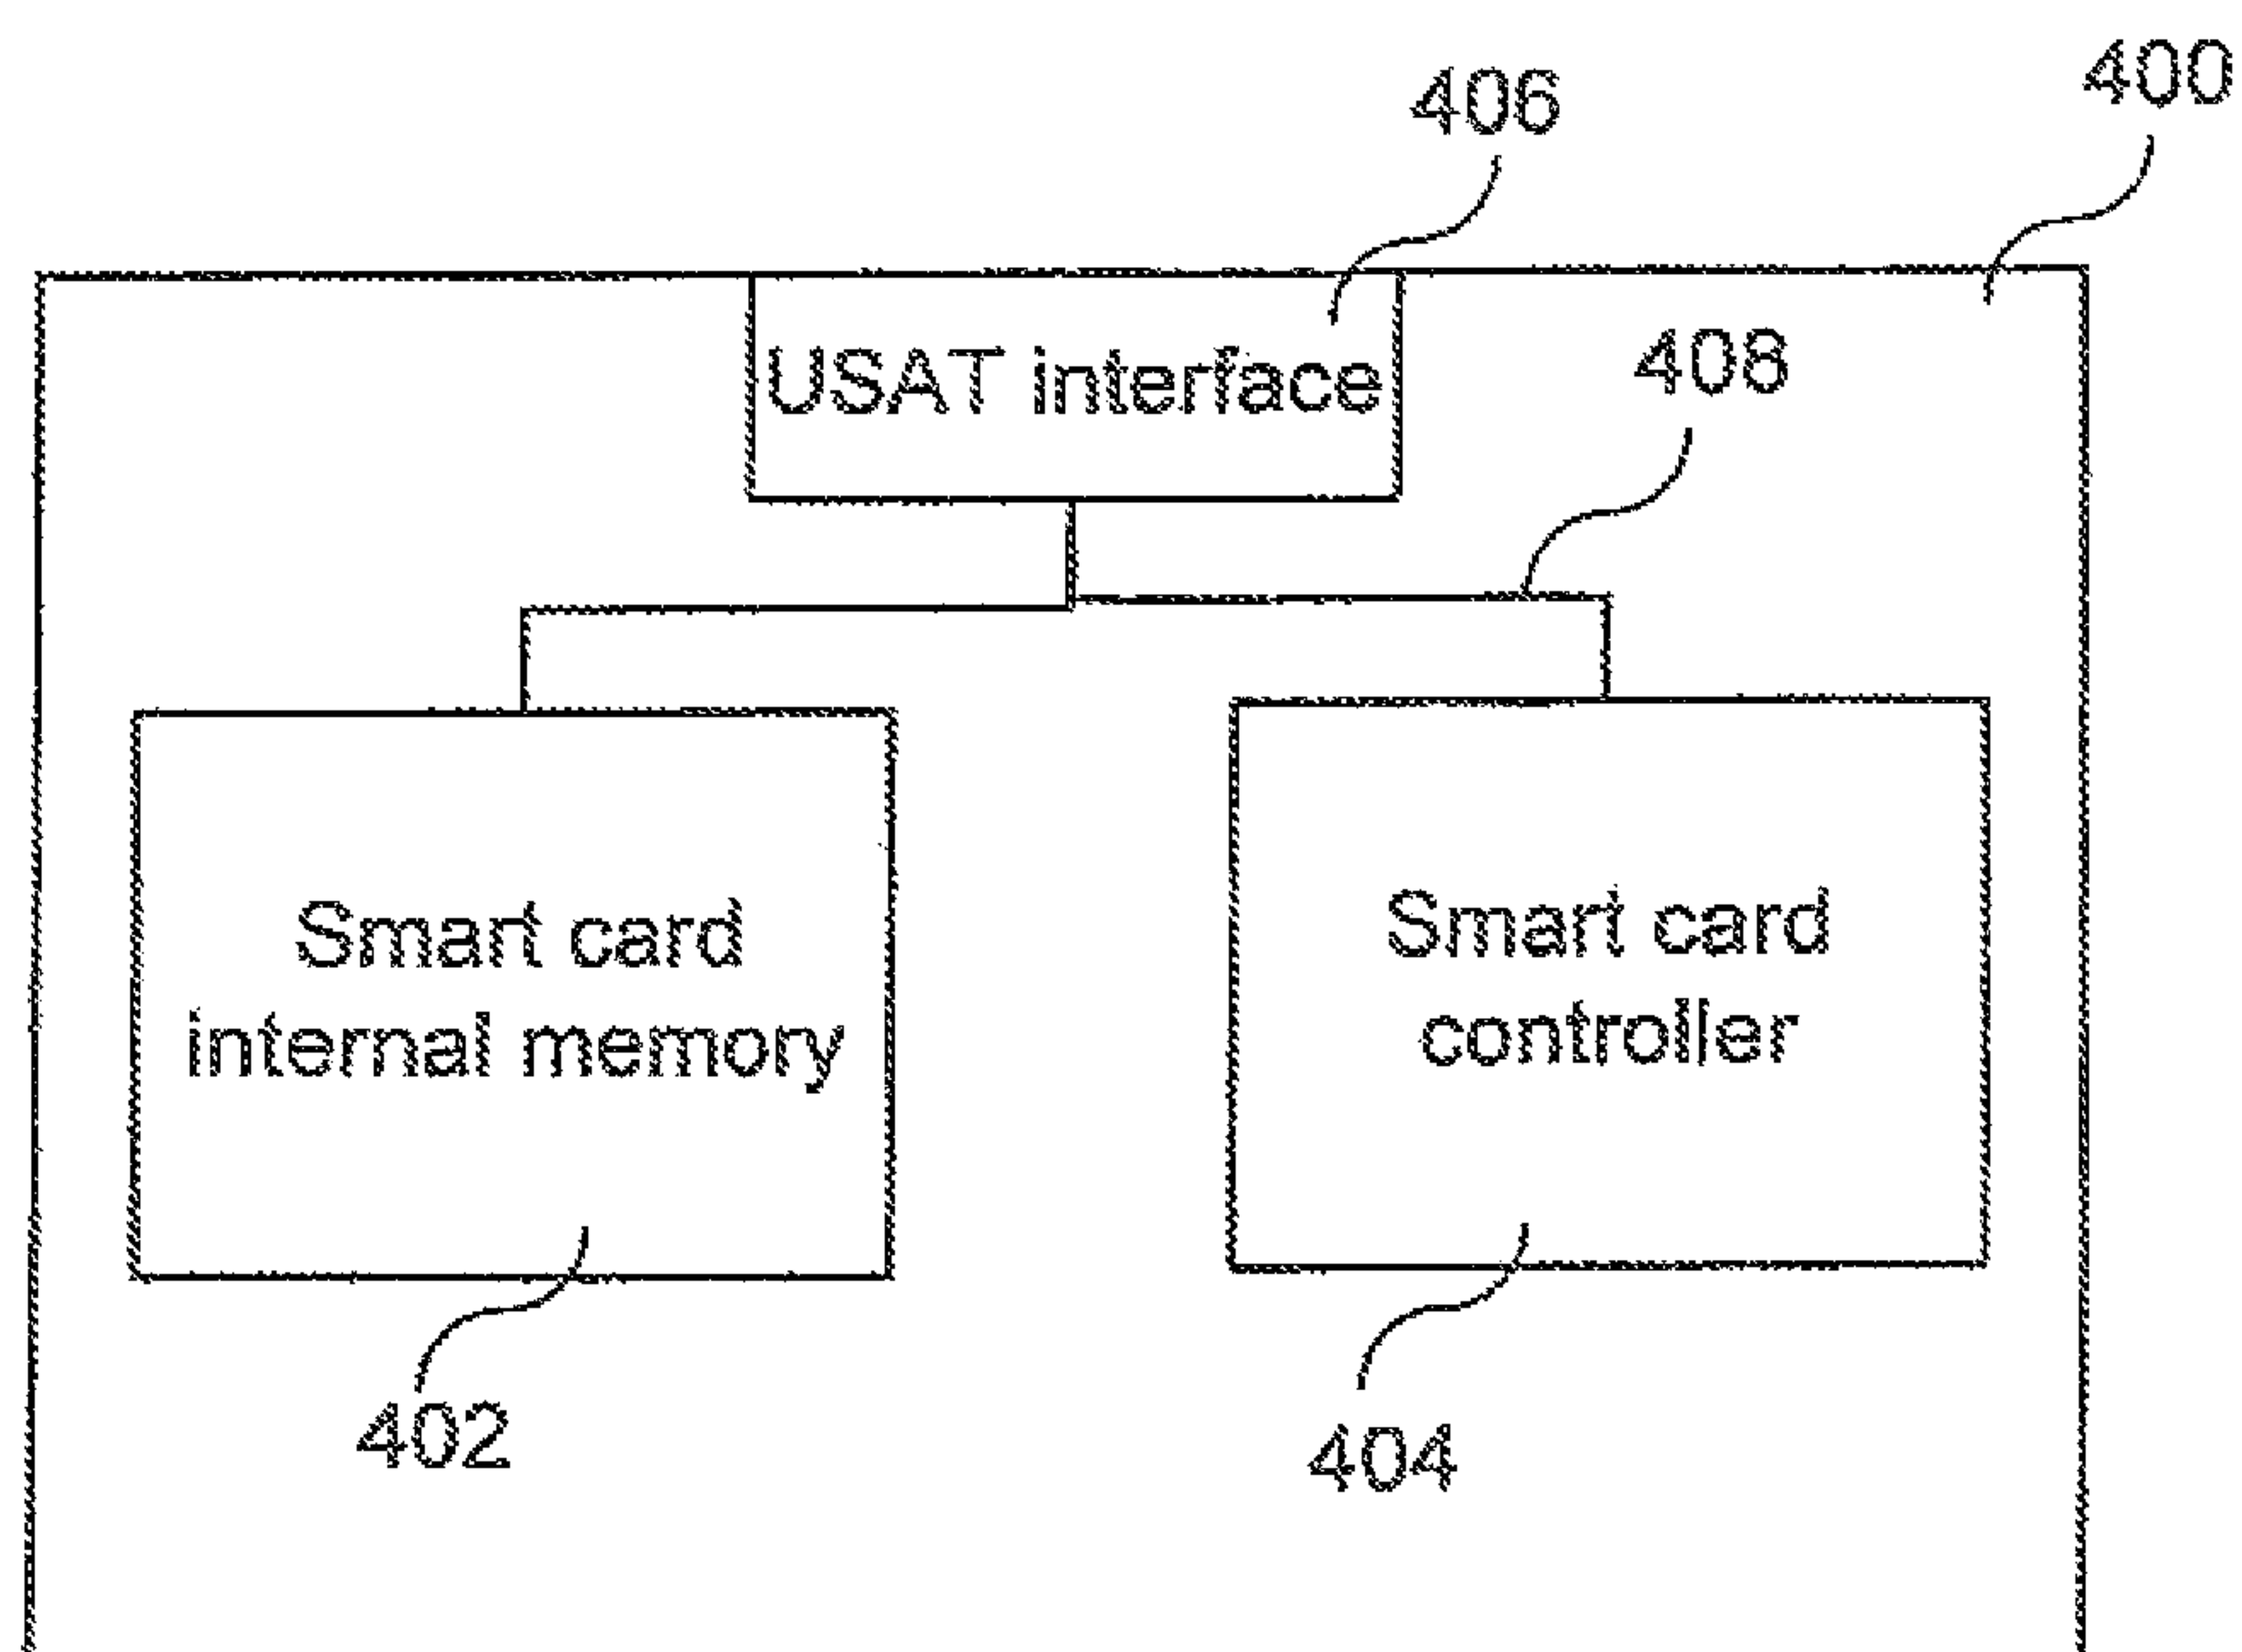 400
406
408
USAT interface
Smart card
internal memory
Smart card
controller
402
404